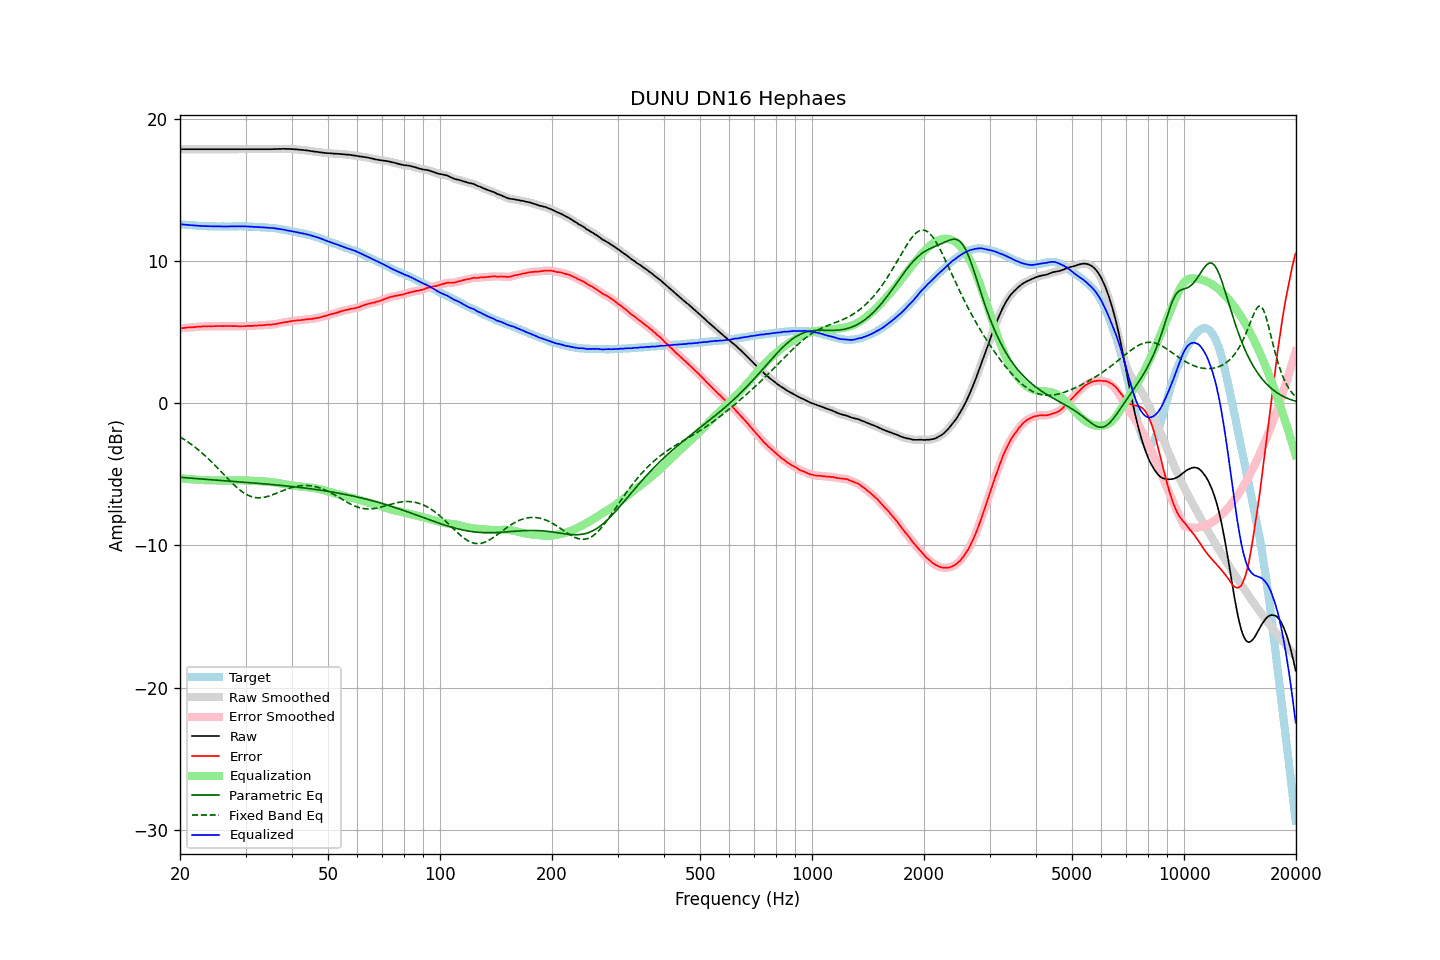 DUNU DN16 Hephaes
20
10
0
−10
−20
−30
Amplitude (dBr)
Target
Raw Smoothed
Error Smoothed
Raw
Error
Equalization
Parametric Eq
Fixed Band Eq
Equalized
20 50 100 200 500 1000 2000 5000 10000 20000
Frequency (Hz)